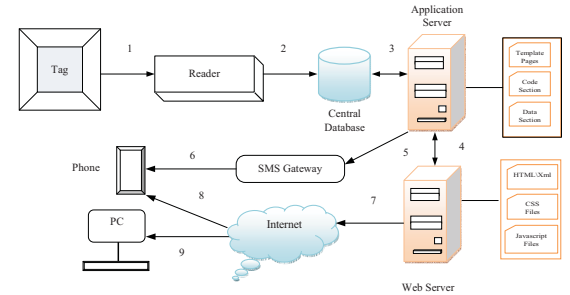 Application
Server
1
2
3
Tag
Reader
Central
Database
Template
Pages
Code
Section
Data
Section
Phone
6
SMS Gateway
5
4
8
7
HTML\Xml
CSS
Files
Javascript
Files
PC
Internet
9
Web Server